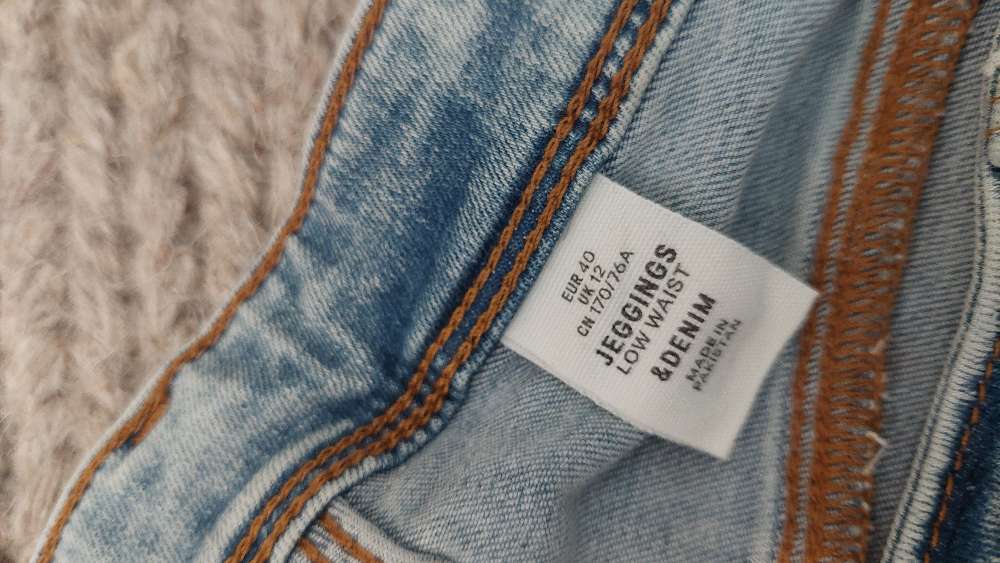 EUR 40
UK 12
CN 170/76A
JEGGINGS
LOW WAIST
&DENIM
MADE IN
PAKISTAN